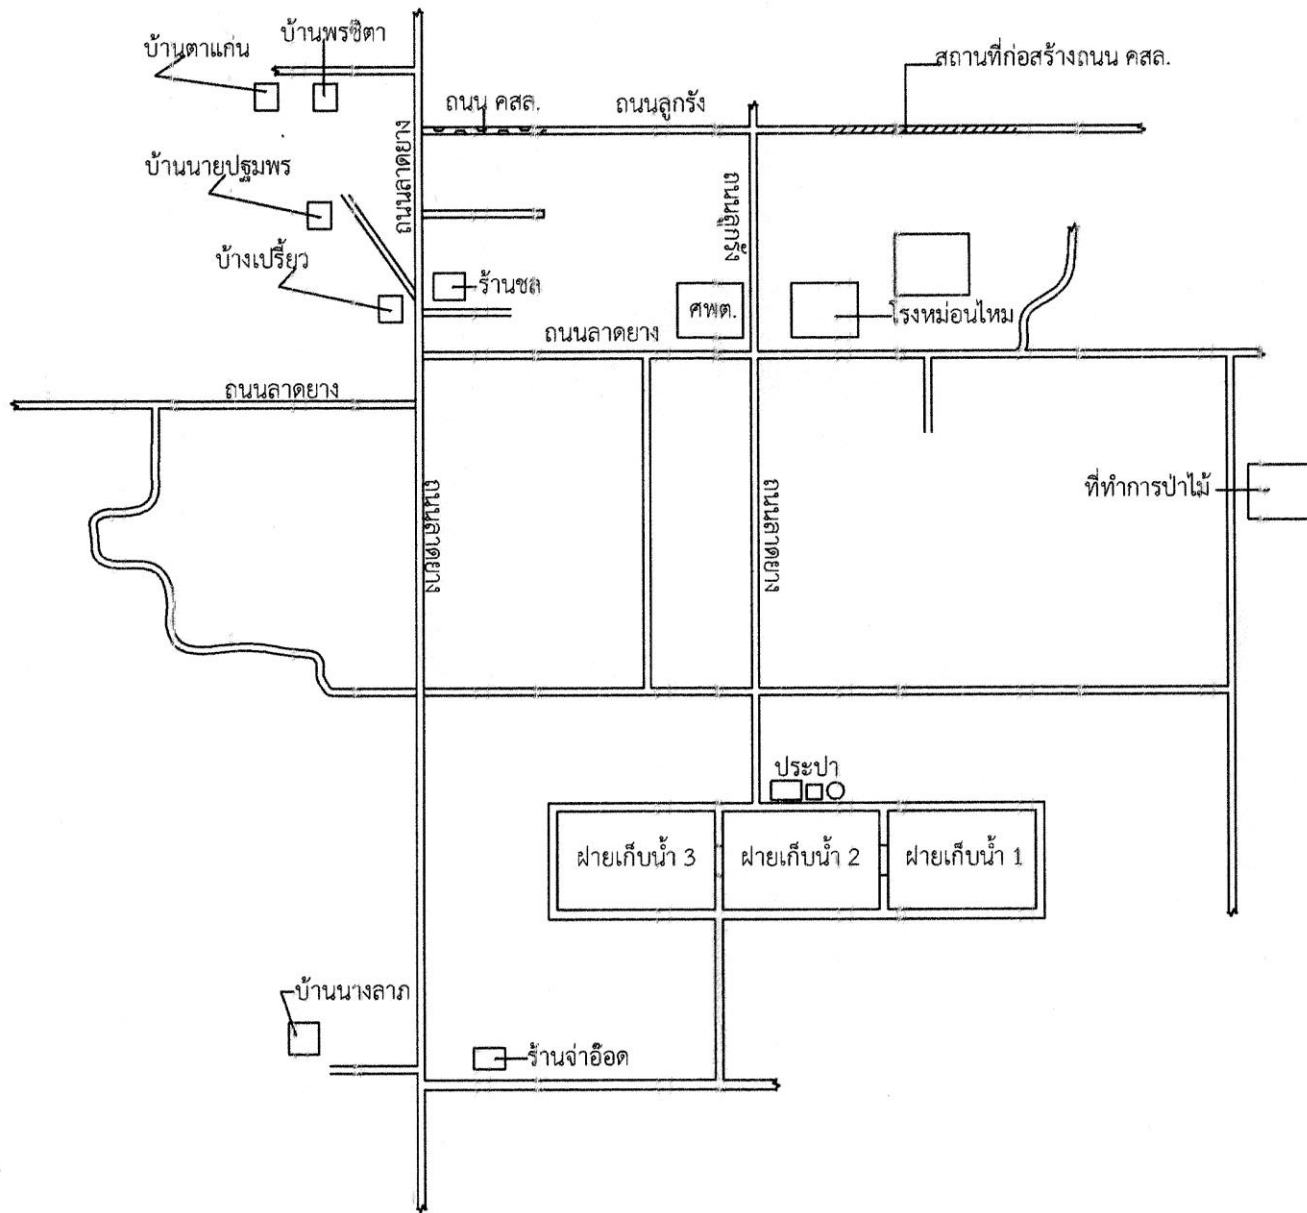 บ้านพรชิตา
บ้านตาแก่น
สถานที่ก่อสร้างถนน คสล.
ถนน คสล.
ถนนลูกรัง
บ้านนายปฐมพร
ถนนลาดยาง
ถนนลูกรัง
บ้างเปรี้ยว
ร้านชล
ศพต.
โรงหม่อนไหม
ถนนลาดยาง
ถนนลาดยาง
ที่ทำการป่าไม้
ถนนลาดยาง
ถนนลาดยาง
ประปา
ฝายเก็บน้ำ 3
ฝายเก็บน้ำ 2
ฝายเก็บน้ำ 1
บ้านนางลาภ
ร้านจ่าอ๊อด